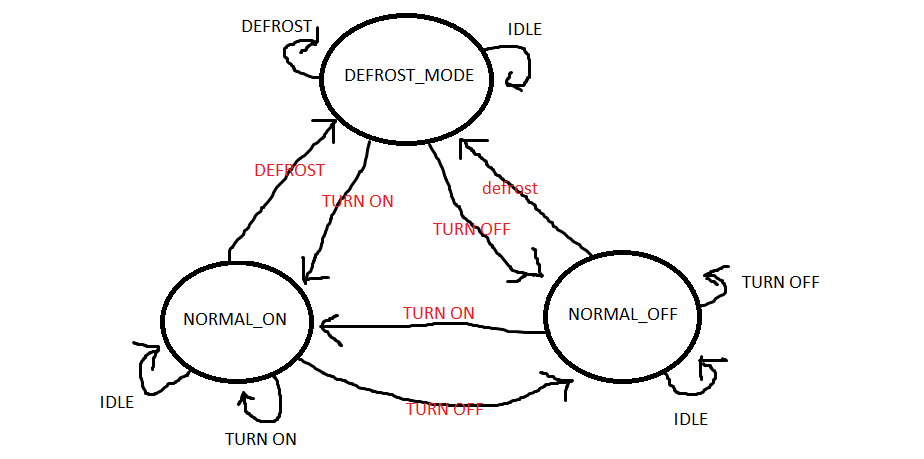 DEFROST
IDLE
DEFROST_MODE
DEFROST
TURN ON
defrost
TURN OFF
TURN OFF
TURN ON
NORMAL_ON
NORMAL_OFF
IDLE
TURN OFF
IDLE
TURN ON